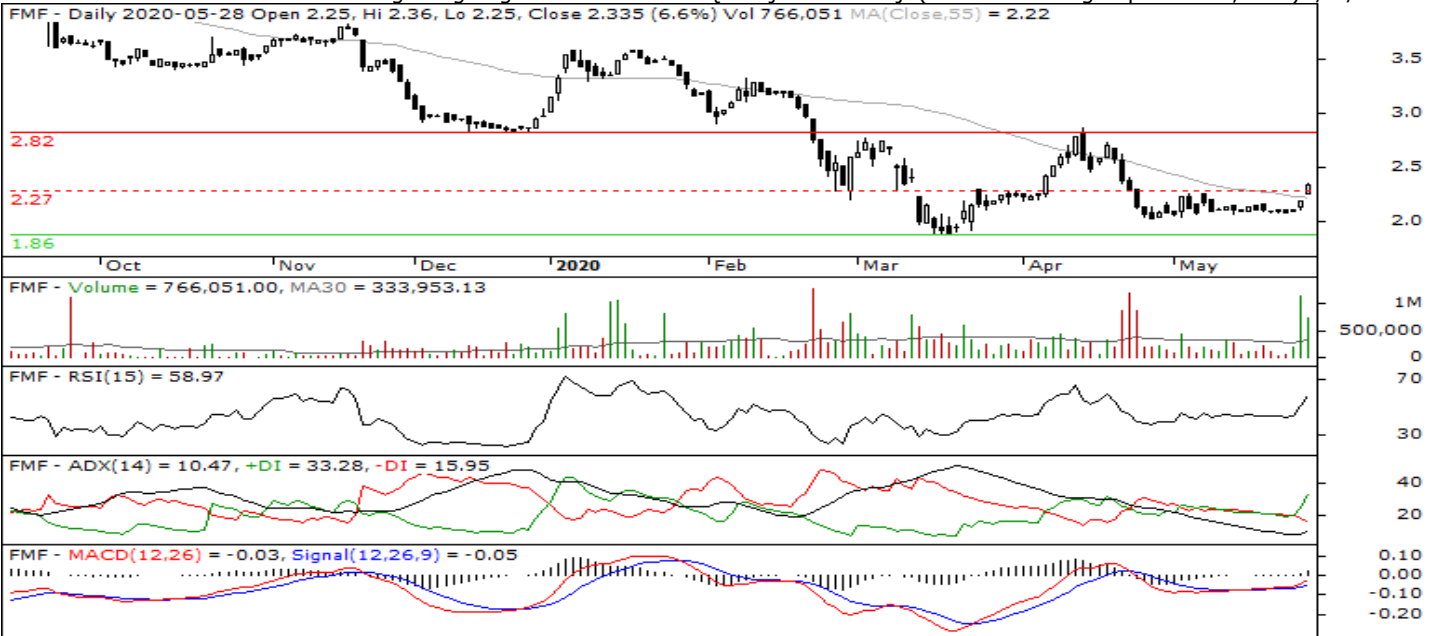 FMF - Daily 2020-05-28 Open 2.25, Hi 2.36, Lo 2.25, Close 2.335 (6.6%) Vol 766,051 MA(Close,55) = 2.22
3.5
3.0
2.82
2.5
2.27
2.0
1.86
Oct Nov Dec 2020 Feb Mar Apr May
FMF - Volume = 766,051.00, MA30 = 333,953.13
1M
500,000
0
FMF - RSI(15) = 58.97
70
30
FMF - ADX(14) = 10.47, +DI = 33.28, -DI = 15.95
40
20
FMF - MACD(12,26) = -0.03, Signal(12,26,9) = -0.05
0.10
0.00
-0.10
-0.20